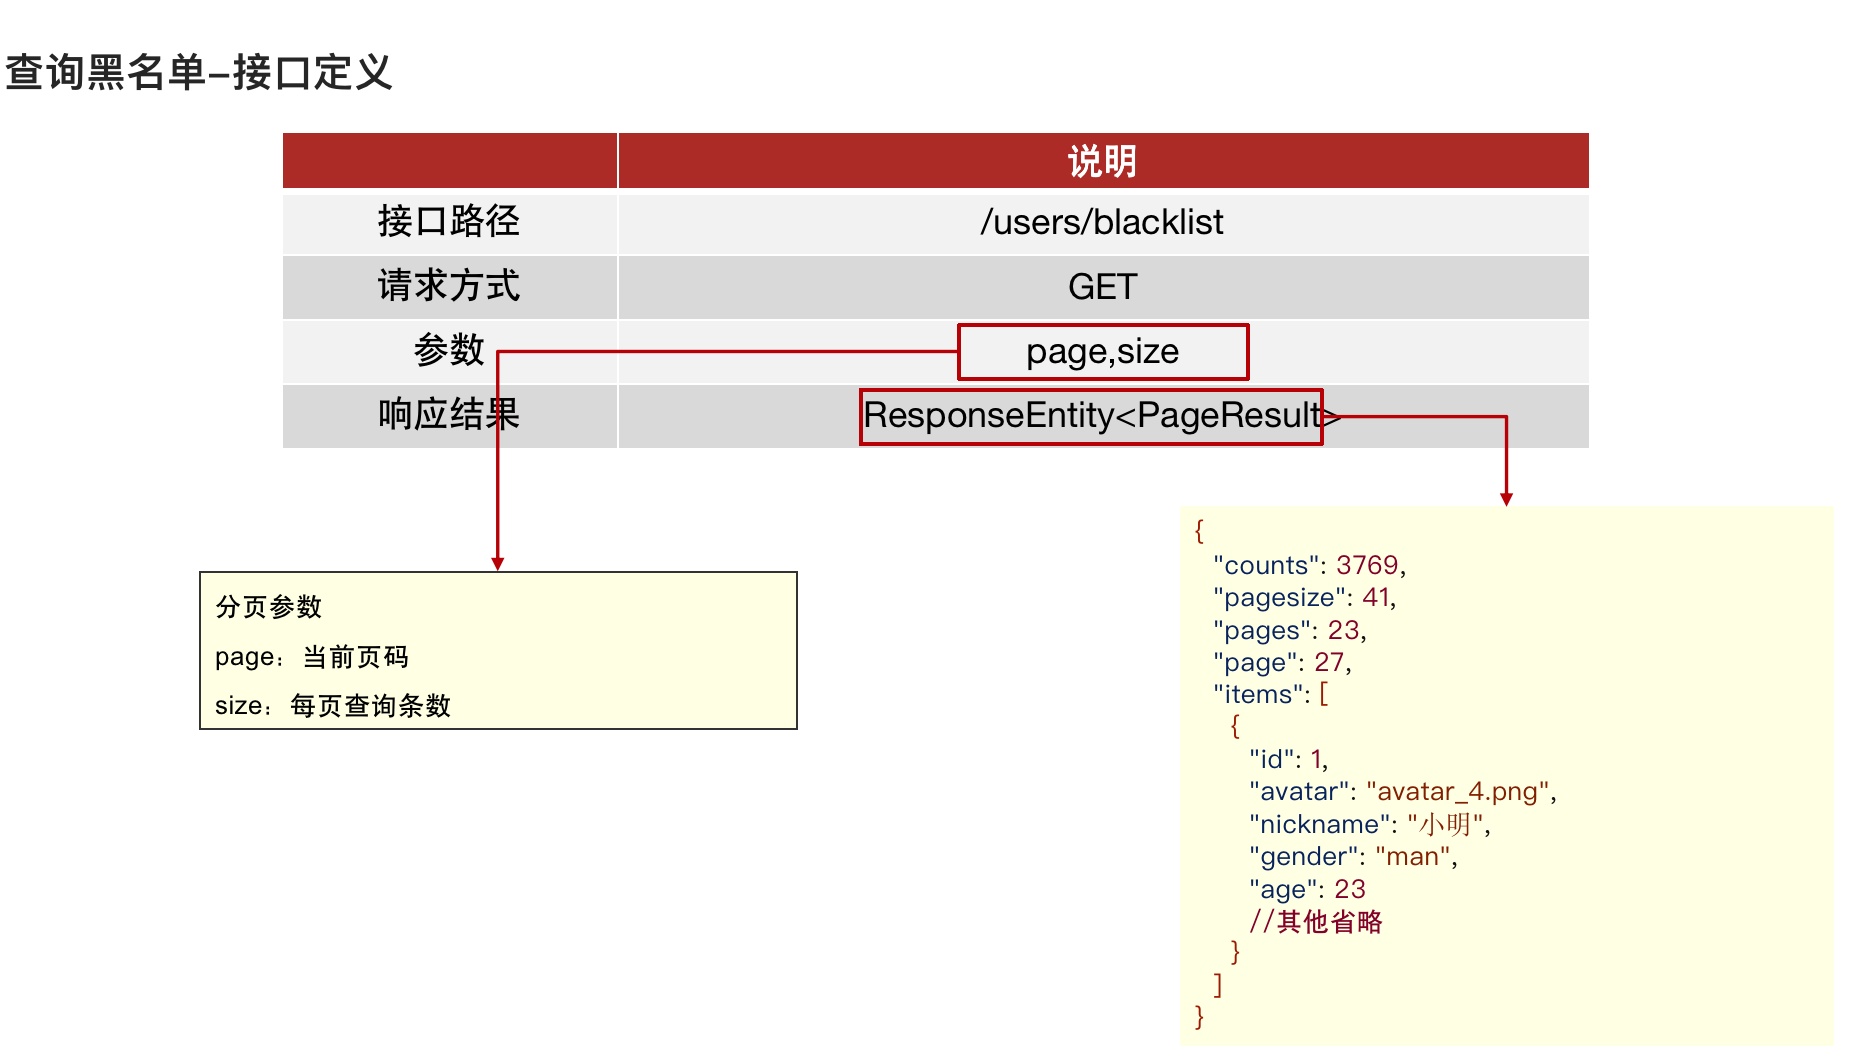 查询黑名单-接口定义
说明
接口路径 /users/blacklist
请求方式 GET
参数 page,size
响应结果 ResponseEntity<PageResult>
分页参数
page：当前页码
size：每页查询条数
{
"counts": 3769,
"pagesize": 41,
"pages": 23,
"page": 27,
"items": [
{
"id": 1,
"avatar": "avatar_4.png",
"nickname": "小明",
"gender": "man",
"age": 23
//其他省略
}
]
}